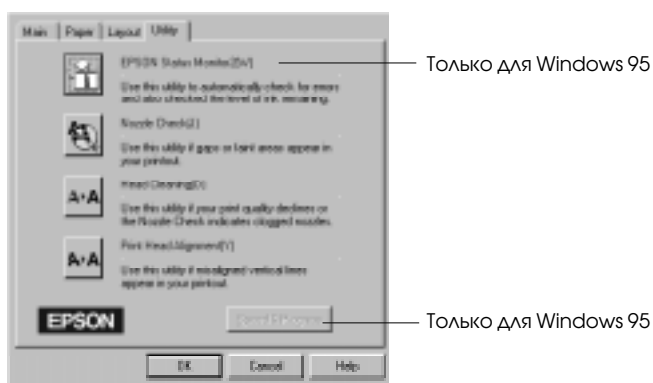 Main Paper Layout Utility
EPSON Status Monitor2(W)
Только для Windows 95
Use this utility to automatically check for errors
and also checked the level of ink remaining.
Nozzle Check(J)
Use this utility if gaps or faint areas appear in
your printout.
Head Cleaning(D)
Use this utility if your print quality declines or
the Nozzle Check indicates clogged nozzles.
Print Head Alignment(Y)
Use this utility if misaligned vertical lines
appear in your printout.
EPSON
Speed & Progress
Только для Windows 95
OK Cancel Help